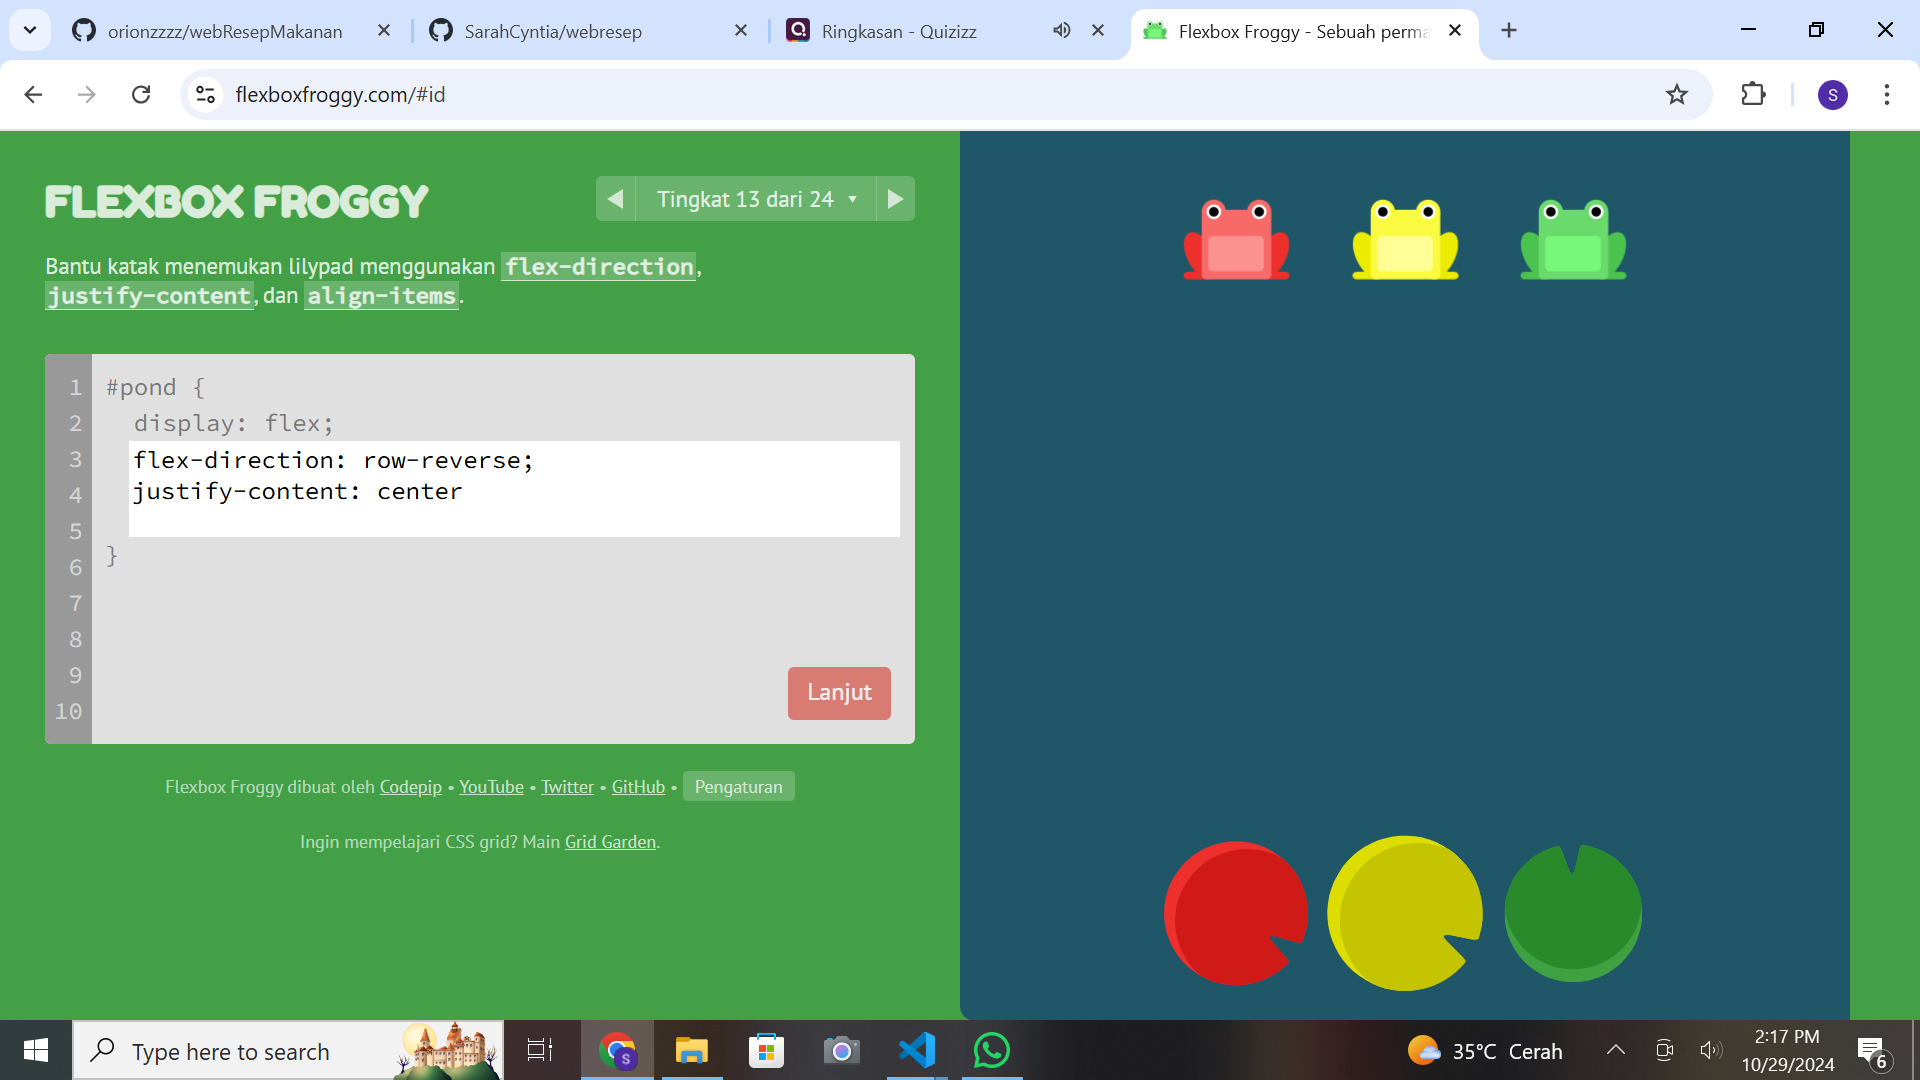 orionzzzz/webResepMakanan
SarahCyntia/webresep
Ringkasan - Quizizz
Flexbox Froggy - Sebuah perma
flexboxfroggy.com/#id
S
FLEXBOX FROGGY
Tingkat 13 dari 24
Bantu katak menemukan lilypad menggunakan flex-direction,
justify-content, dan align-items.
1 #pond {
2 display: flex;
3 flex-direction: row-reverse;
4 justify-content: center
5
6 }
7
8
9
10
Lanjut
Flexbox Froggy dibuat oleh Codepip • YouTube • Twitter • GitHub • Pengaturan
Ingin mempelajari CSS grid? Main Grid Garden.
Type here to search
S
35°C Cerah
2:17 PM
10/29/2024
6